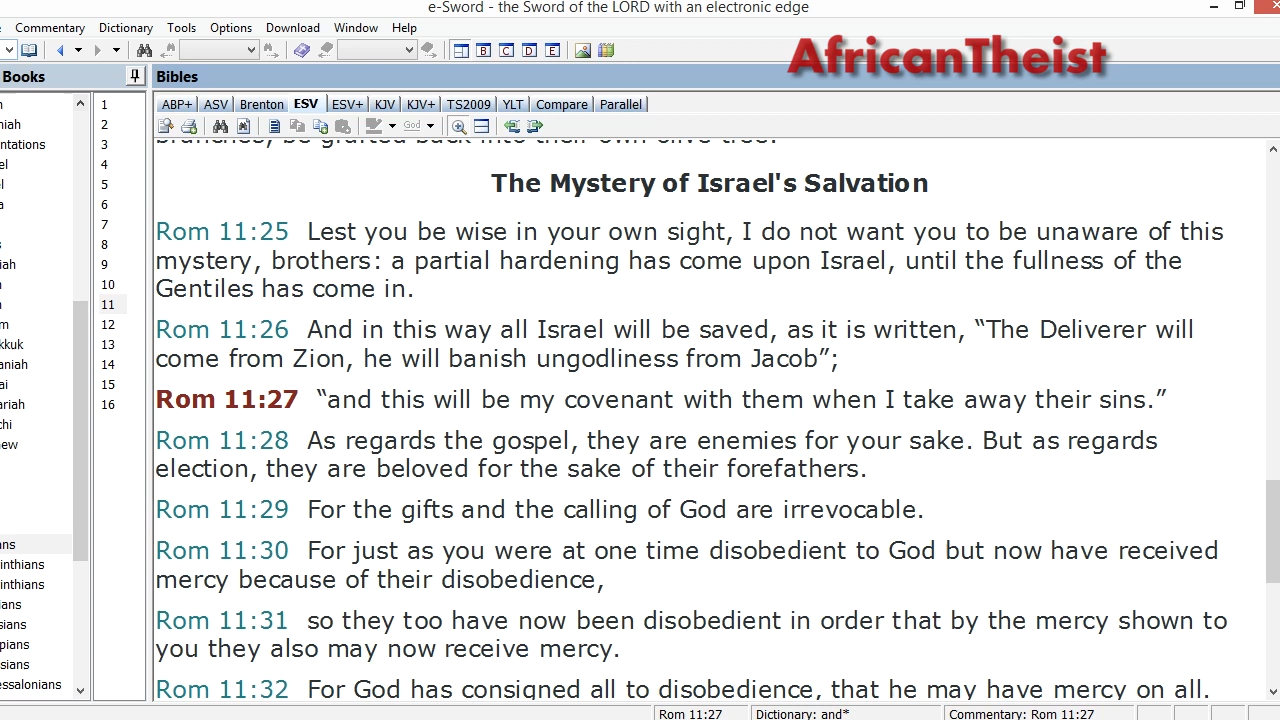 e-Sword - the Sword of the LORD with an electronic edge
Commentary Dictionary Tools Options Download Window Help
B C D E
AfricanTheist
Books
Bibles
ABP+ ASV Brenton ESV ESV+ KJV KJV+ TS2009 YLT Compare Parallel
God
1
2
3
4
5
6
7
8
9
10
11
12
13
14
15
16
branches, be grafted back into their own olive tree.
The Mystery of Israel's Salvation
Rom 11:25 Lest you be wise in your own sight, I do not want you to be unaware of this
mystery, brothers: a partial hardening has come upon Israel, until the fullness of the
Gentiles has come in.
Rom 11:26 And in this way all Israel will be saved, as it is written, “The Deliverer will
come from Zion, he will banish ungodliness from Jacob”;
Rom 11:27 “and this will be my covenant with them when I take away their sins.”
Rom 11:28 As regards the gospel, they are enemies for your sake. But as regards
election, they are beloved for the sake of their forefathers.
Rom 11:29 For the gifts and the calling of God are irrevocable.
Rom 11:30 For just as you were at one time disobedient to God but now have received
mercy because of their disobedience,
Rom 11:31 so they too have now been disobedient in order that by the mercy shown to
you they also may now receive mercy.
Rom 11:32 For God has consigned all to disobedience, that he may have mercy on all.
Rom 11:27 Dictionary: and* Commentary: Rom 11:27